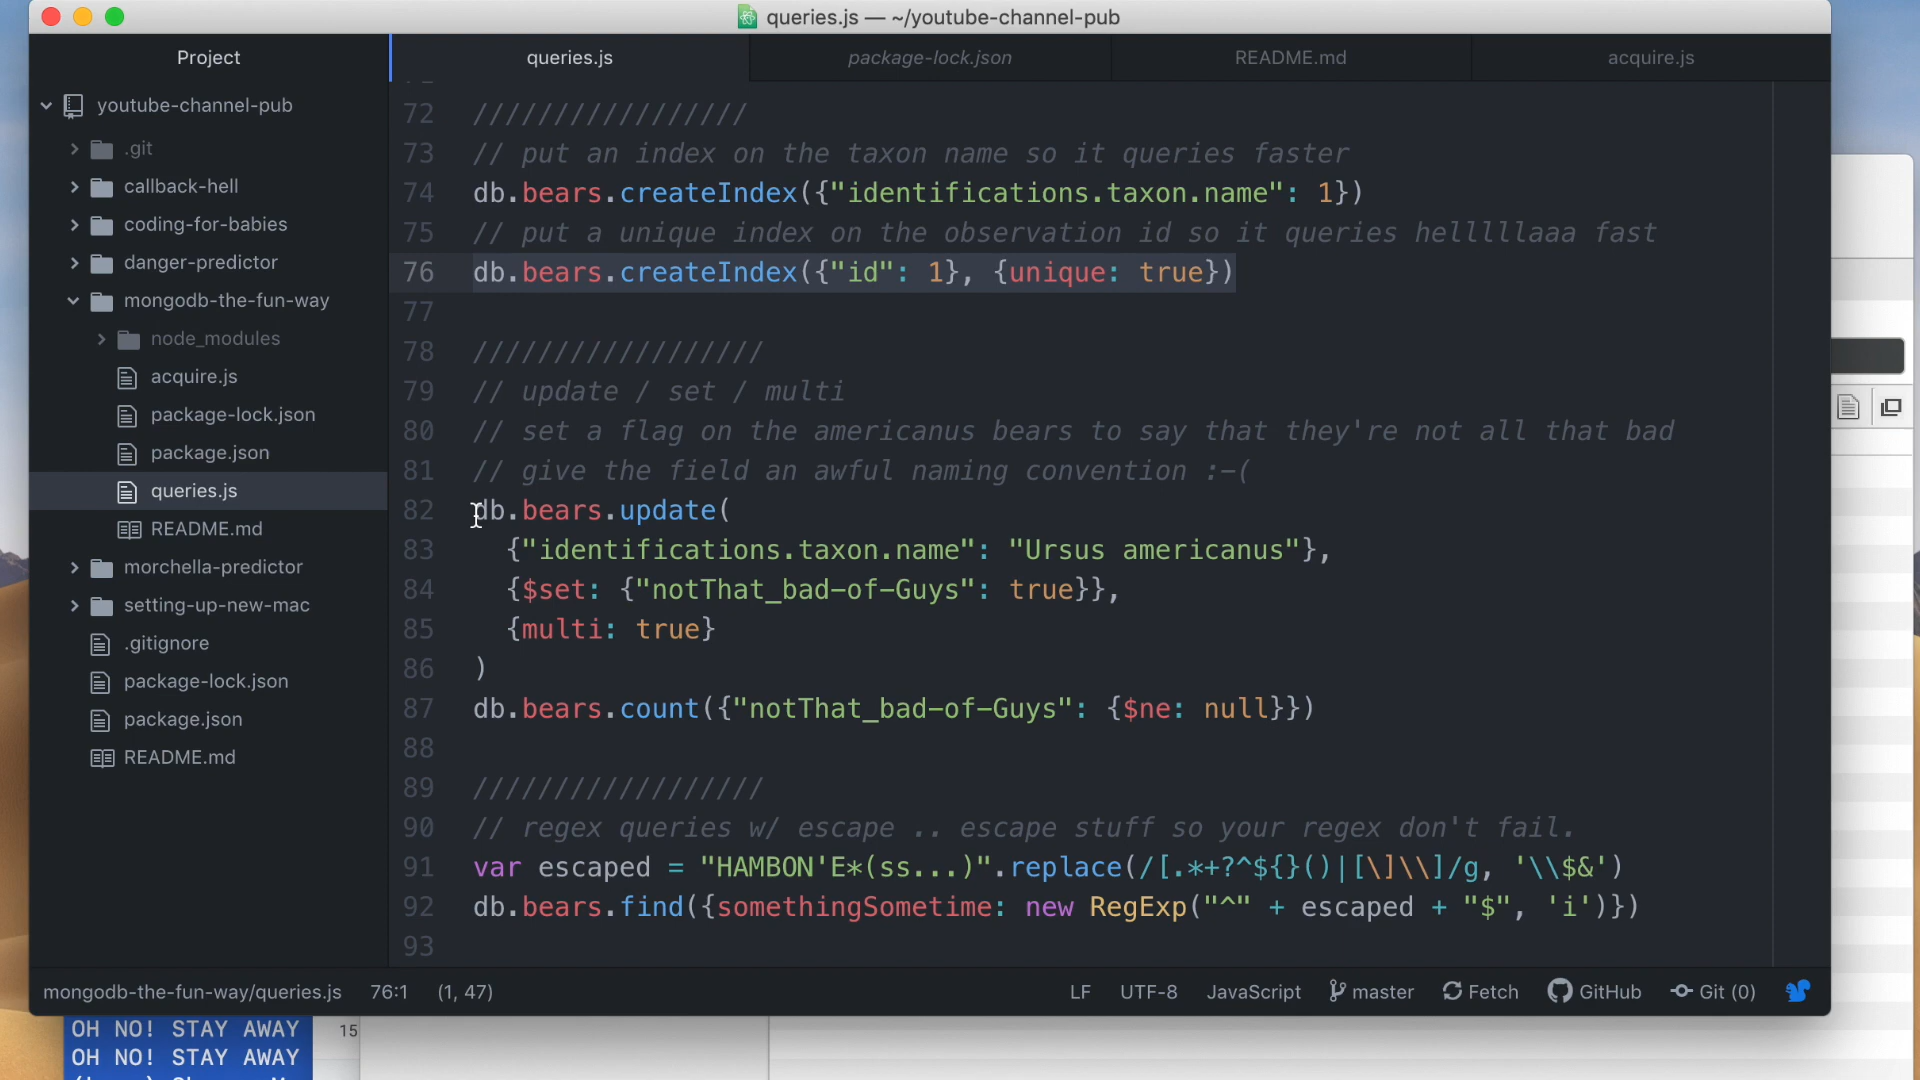 queries.js — ~/youtube-channel-pub
Project
queries.js
package-lock.json
README.md
acquire.js
youtube-channel-pub
.git
callback-hell
coding-for-babies
danger-predictor
mongodb-the-fun-way
node_modules
acquire.js
package-lock.json
package.json
queries.js
README.md
morchella-predictor
setting-up-new-mac
.gitignore
package-lock.json
package.json
README.md
72 /////////////////
73 // put an index on the taxon name so it queries faster
74 db.bears.createIndex({"identifications.taxon.name": 1})
75 // put a unique index on the observation id so it queries helllllaaa fast
76 db.bears.createIndex({"id": 1}, {unique: true})
77
78 //////////////////
79 // update / set / multi
80 // set a flag on the americanus bears to say that they're not all that bad
81 // give the field an awful naming convention :-(
82 db.bears.update(
83 {"identifications.taxon.name": "Ursus americanus"},
84 {$set: {"notThat_bad-of-Guys": true}},
85 {multi: true}
86 )
87 db.bears.count({"notThat_bad-of-Guys": {$ne: null}})
88
89 //////////////////
90 // regex queries w/ escape .. escape stuff so your regex don't fail.
91 var escaped = "HAMBON'E*(ss...)".replace(/[.*+?^${}()|[\]\\]/g, '\\$&')
92 db.bears.find({somethingSometime: new RegExp("^" + escaped + "$", 'i')})
93
mongodb-the-fun-way/queries.js 76:1 (1, 47)
LF UTF-8 JavaScript master Fetch GitHub Git (0)
OH NO! STAY AWAY
15
OH NO! STAY AWAY